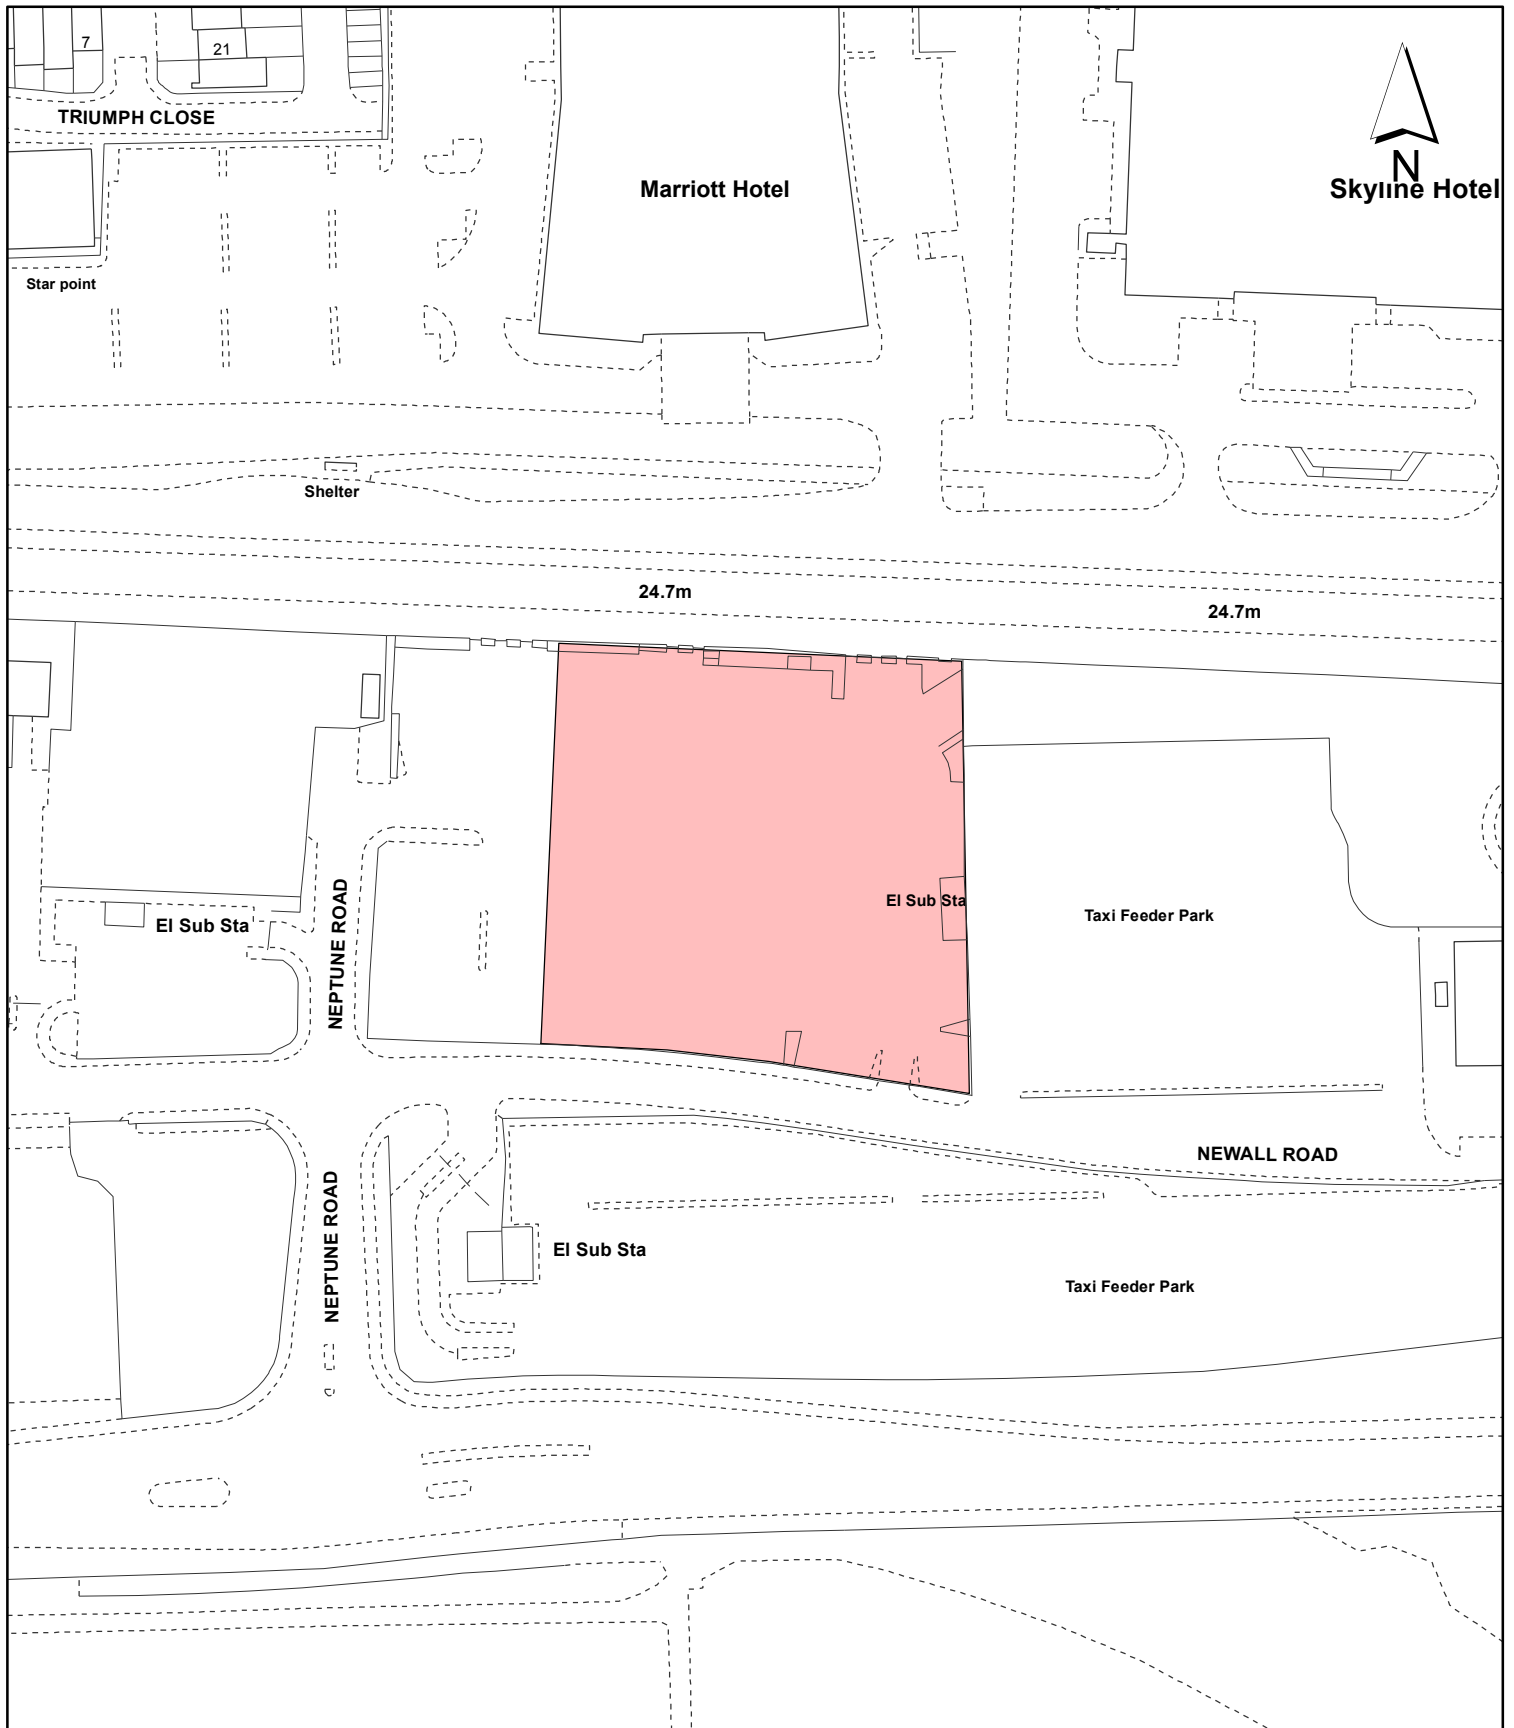 7
21
TRIUMPH CLOSE
Marriott Hotel
N
Skyline Hotel
Star point
Shelter
24.7m
24.7m
El Sub Sta
Taxi Feeder Park
El Sub Sta
NEPTUNE ROAD
NEWALL ROAD
NEPTUNE ROAD
El Sub Sta
Taxi Feeder Park